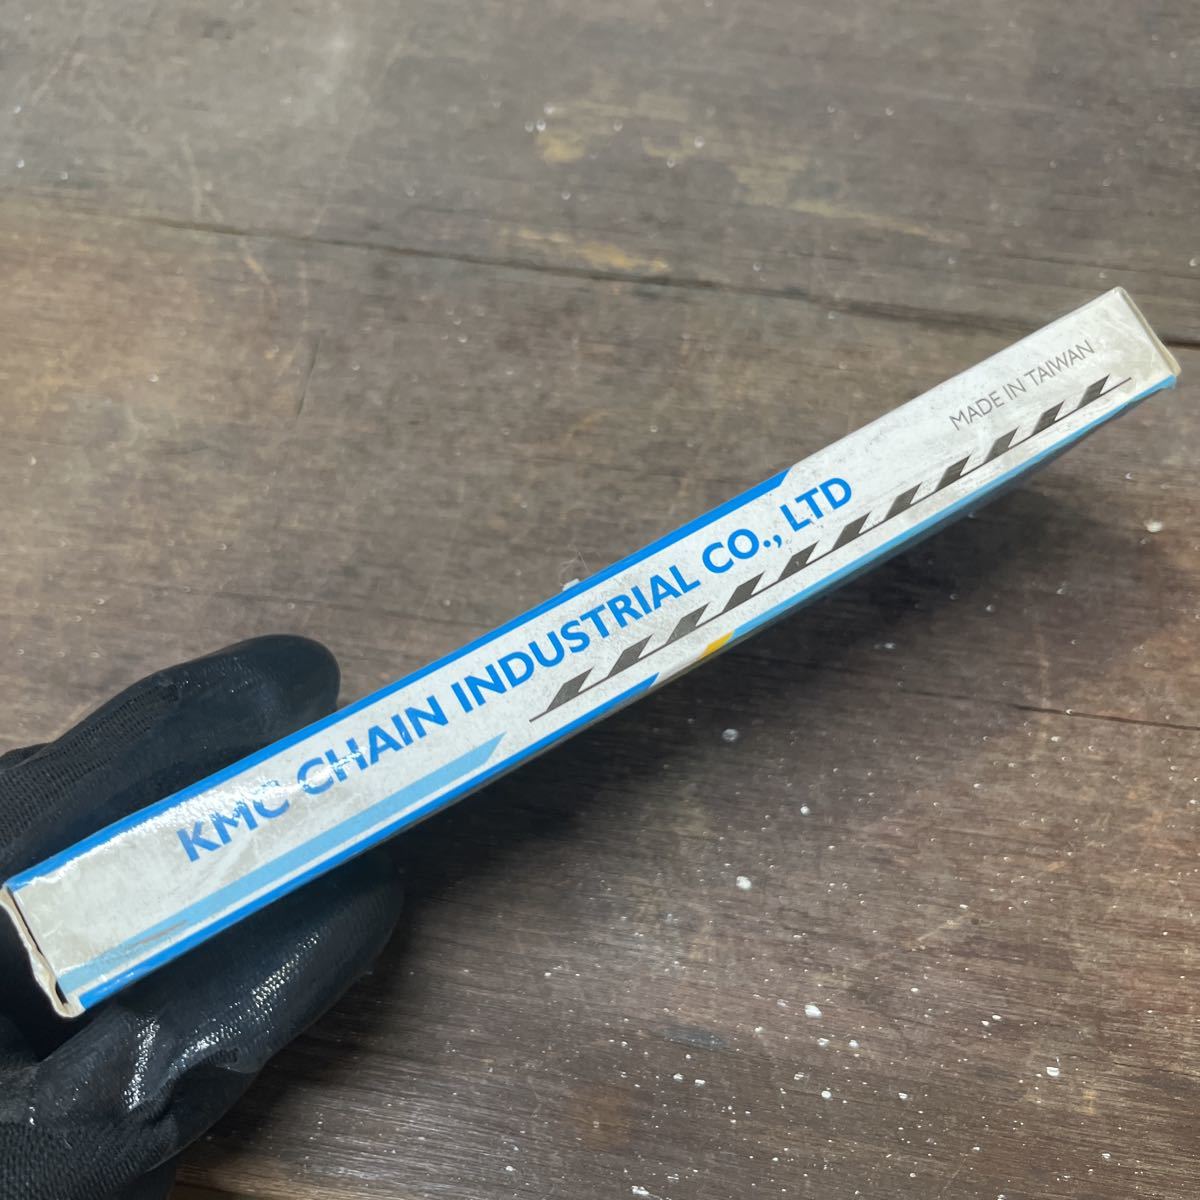 KMC CHAIN INDUSTRIAL CO., LTD
MADE IN TAIWAN